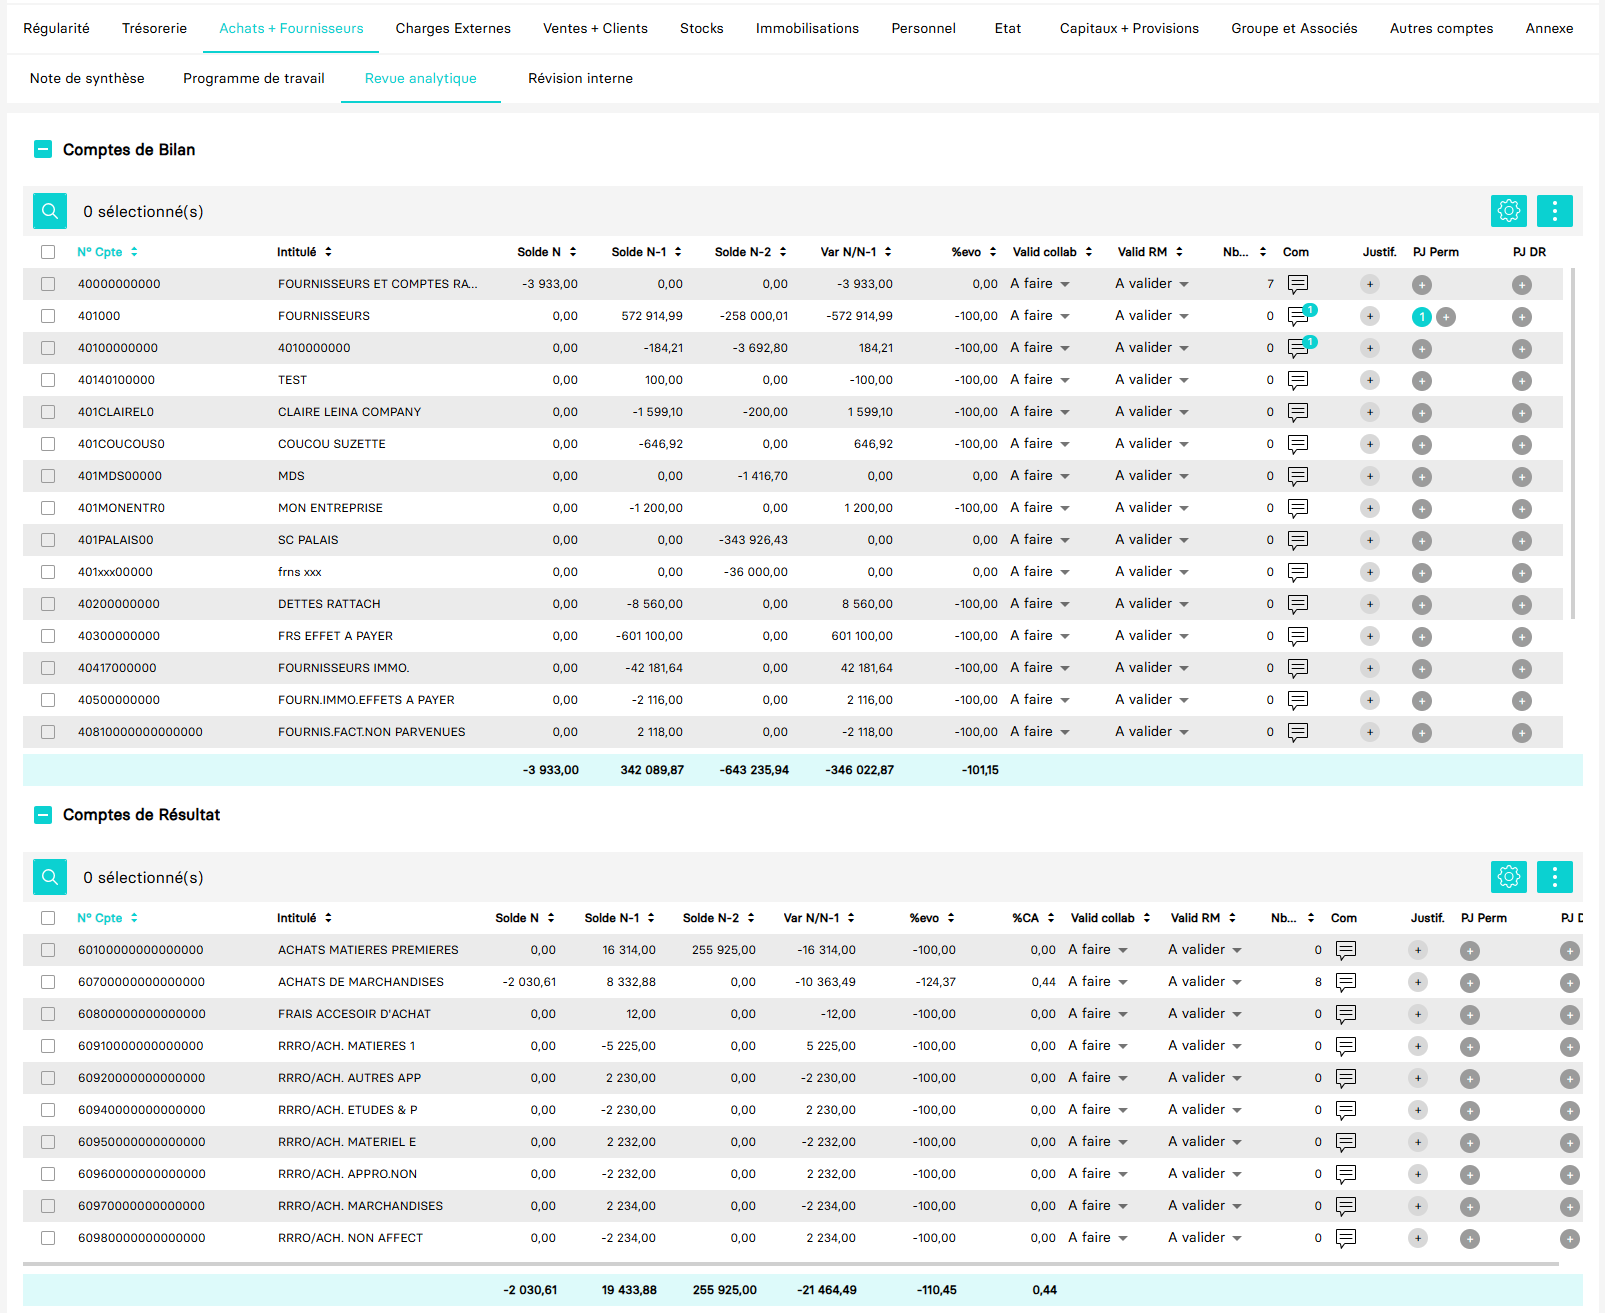 Régularité Trésorerie Achats + Fournisseurs Charges Externes Ventes + Clients Stocks Immobilisations Personnel Etat Capitaux + Provisions Groupe et Associés Autres comptes Annexe
Note de synthèse Programme de travail Revue analytique Révision interne
Comptes de Bilan
0 sélectionné(s)
N° Cpte Intitulé Solde N Solde N-1 Solde N-2 Var N/N-1 %evo Valid collab Valid RM Nb... Com Justif. PJ Perm PJ DR
40000000000 FOURNISSEURS ET COMPTES RA... -3 933,00 0,00 0,00 -3 933,00 0,00 A faire A valider 7 + + +
401000 FOURNISSEURS 0,00 572 914,99 -258 000,01 -572 914,99 -100,00 A faire A valider 0 1 + 1 + +
40100000000 4010000000 0,00 -184,21 -3 692,80 184,21 -100,00 A faire A valider 0 1 + + +
40140100000 TEST 0,00 100,00 0,00 -100,00 -100,00 A faire A valider 0 + + +
401CLAIREL0 CLAIRE LEINA COMPANY 0,00 -1 599,10 -200,00 1 599,10 -100,00 A faire A valider 0 + + +
401COUCOUS0 COUCOU SUZETTE 0,00 -646,92 0,00 646,92 -100,00 A faire A valider 0 + + +
401MDS00000 MDS 0,00 0,00 -1 416,70 0,00 0,00 A faire A valider 0 + + +
401MONENTR0 MON ENTREPRISE 0,00 -1 200,00 0,00 1 200,00 -100,00 A faire A valider 0 + + +
401PALAIS00 SC PALAIS 0,00 0,00 -343 926,43 0,00 0,00 A faire A valider 0 + + +
401xxx00000 frns xxx 0,00 0,00 -36 000,00 0,00 0,00 A faire A valider 0 + + +
40200000000 DETTES RATTACH 0,00 -8 560,00 0,00 8 560,00 -100,00 A faire A valider 0 + + +
40300000000 FRS EFFET A PAYER 0,00 -601 100,00 0,00 601 100,00 -100,00 A faire A valider 0 + + +
40417000000 FOURNISSEURS IMMO. 0,00 -42 181,64 0,00 42 181,64 -100,00 A faire A valider 0 + + +
40500000000 FOURN.IMMO.EFFETS A PAYER 0,00 -2 116,00 0,00 2 116,00 -100,00 A faire A valider 0 + + +
40810000000000000 FOURNIS.FACT.NON PARVENUES 0,00 2 118,00 0,00 -2 118,00 -100,00 A faire A valider 0 + + +
-3 933,00 342 089,87 -643 235,94 -346 022,87 -101,15
Comptes de Résultat
0 sélectionné(s)
N° Cpte Intitulé Solde N Solde N-1 Solde N-2 Var N/N-1 %evo %CA Valid collab Valid RM Nb... Com Justif. PJ Perm PJ D
60100000000000000 ACHATS MATIERES PREMIERES 0,00 16 314,00 255 925,00 -16 314,00 -100,00 0,00 A faire A valider 0 + + +
60700000000000000 ACHATS DE MARCHANDISES -2 030,61 8 332,88 0,00 -10 363,49 -124,37 0,44 A faire A valider 8 + + +
60800000000000000 FRAIS ACCESOIR D'ACHAT 0,00 12,00 0,00 -12,00 -100,00 0,00 A faire A valider 0 + + +
60910000000000000 RRRO/ACH. MATIERES 1 0,00 -5 225,00 0,00 5 225,00 -100,00 0,00 A faire A valider 0 + + +
60920000000000000 RRRO/ACH. AUTRES APP 0,00 2 230,00 0,00 -2 230,00 -100,00 0,00 A faire A valider 0 + + +
60940000000000000 RRRO/ACH. ETUDES & P 0,00 -2 230,00 0,00 2 230,00 -100,00 0,00 A faire A valider 0 + + +
60950000000000000 RRRO/ACH. MATERIEL E 0,00 2 232,00 0,00 -2 232,00 -100,00 0,00 A faire A valider 0 + + +
60960000000000000 RRRO/ACH. APPRO.NON 0,00 -2 232,00 0,00 2 232,00 -100,00 0,00 A faire A valider 0 + + +
60970000000000000 RRRO/ACH. MARCHANDISES 0,00 2 234,00 0,00 -2 234,00 -100,00 0,00 A faire A valider 0 + + +
60980000000000000 RRRO/ACH. NON AFFECT 0,00 -2 234,00 0,00 2 234,00 -100,00 0,00 A faire A valider 0 + + +
-2 030,61 19 433,88 255 925,00 -21 464,49 -110,45 0,44